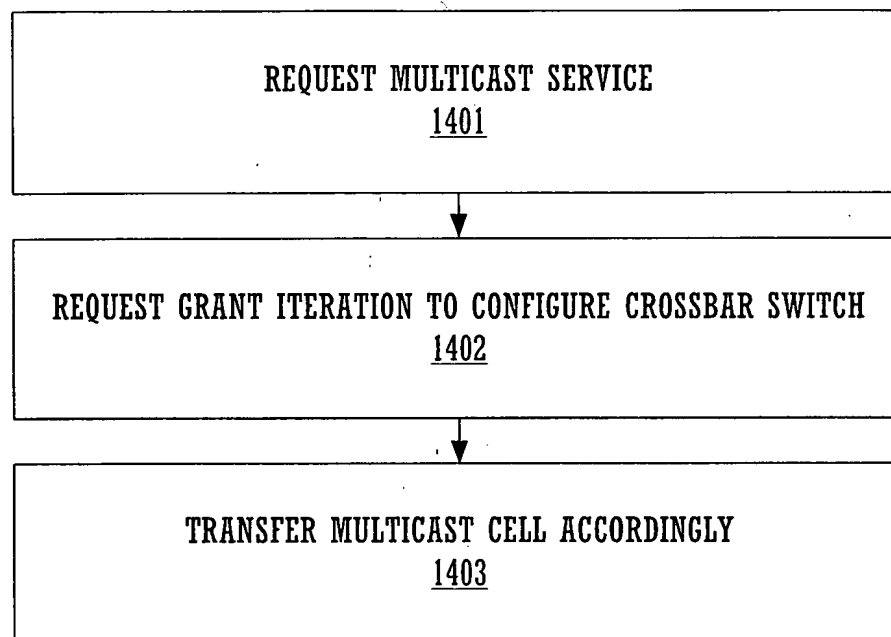 REQUEST MULTICAST SERVICE
1401
REQUEST GRANT ITERATION TO CONFIGURE CROSSBAR SWITCH
1402
TRANSFER MULTICAST CELL ACCORDINGLY
1403